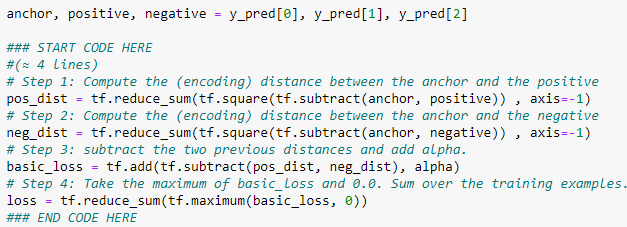 anchor, positive, negative = y_pred[0], y_pred[1], y_pred[2]
### START CODE HERE
#(≈ 4 lines)
# Step 1: Compute the (encoding) distance between the anchor and the positive
pos_dist = tf.reduce_sum(tf.square(tf.subtract(anchor, positive)) , axis=-1)
# Step 2: Compute the (encoding) distance between the anchor and the negative
neg_dist = tf.reduce_sum(tf.square(tf.subtract(anchor, negative)) , axis=-1)
# Step 3: subtract the two previous distances and add alpha.
basic_loss = tf.add(tf.subtract(pos_dist, neg_dist), alpha)
# Step 4: Take the maximum of basic_loss and 0.0. Sum over the training examples.
loss = tf.reduce_sum(tf.maximum(basic_loss, 0))
### END CODE HERE